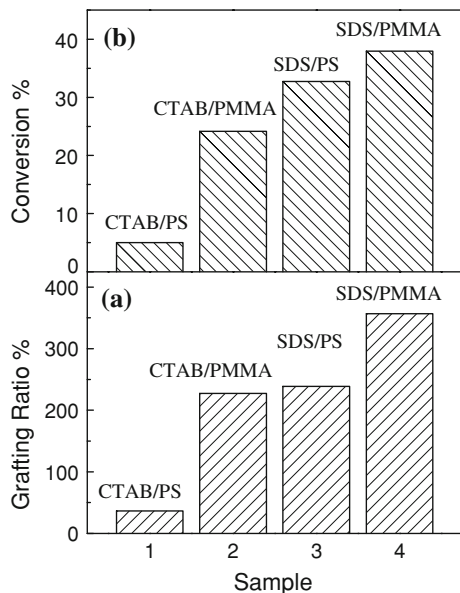 (b)
SDS/PMMA
SDS/PS
CTAB/PMMA
CTAB/PS
Conversion %
40
30
20
10
0
(a)
SDS/PMMA
SDS/PS
CTAB/PMMA
CTAB/PS
Grafting Ratio %
400
350
200
100
0
1 2 3 4
Sample